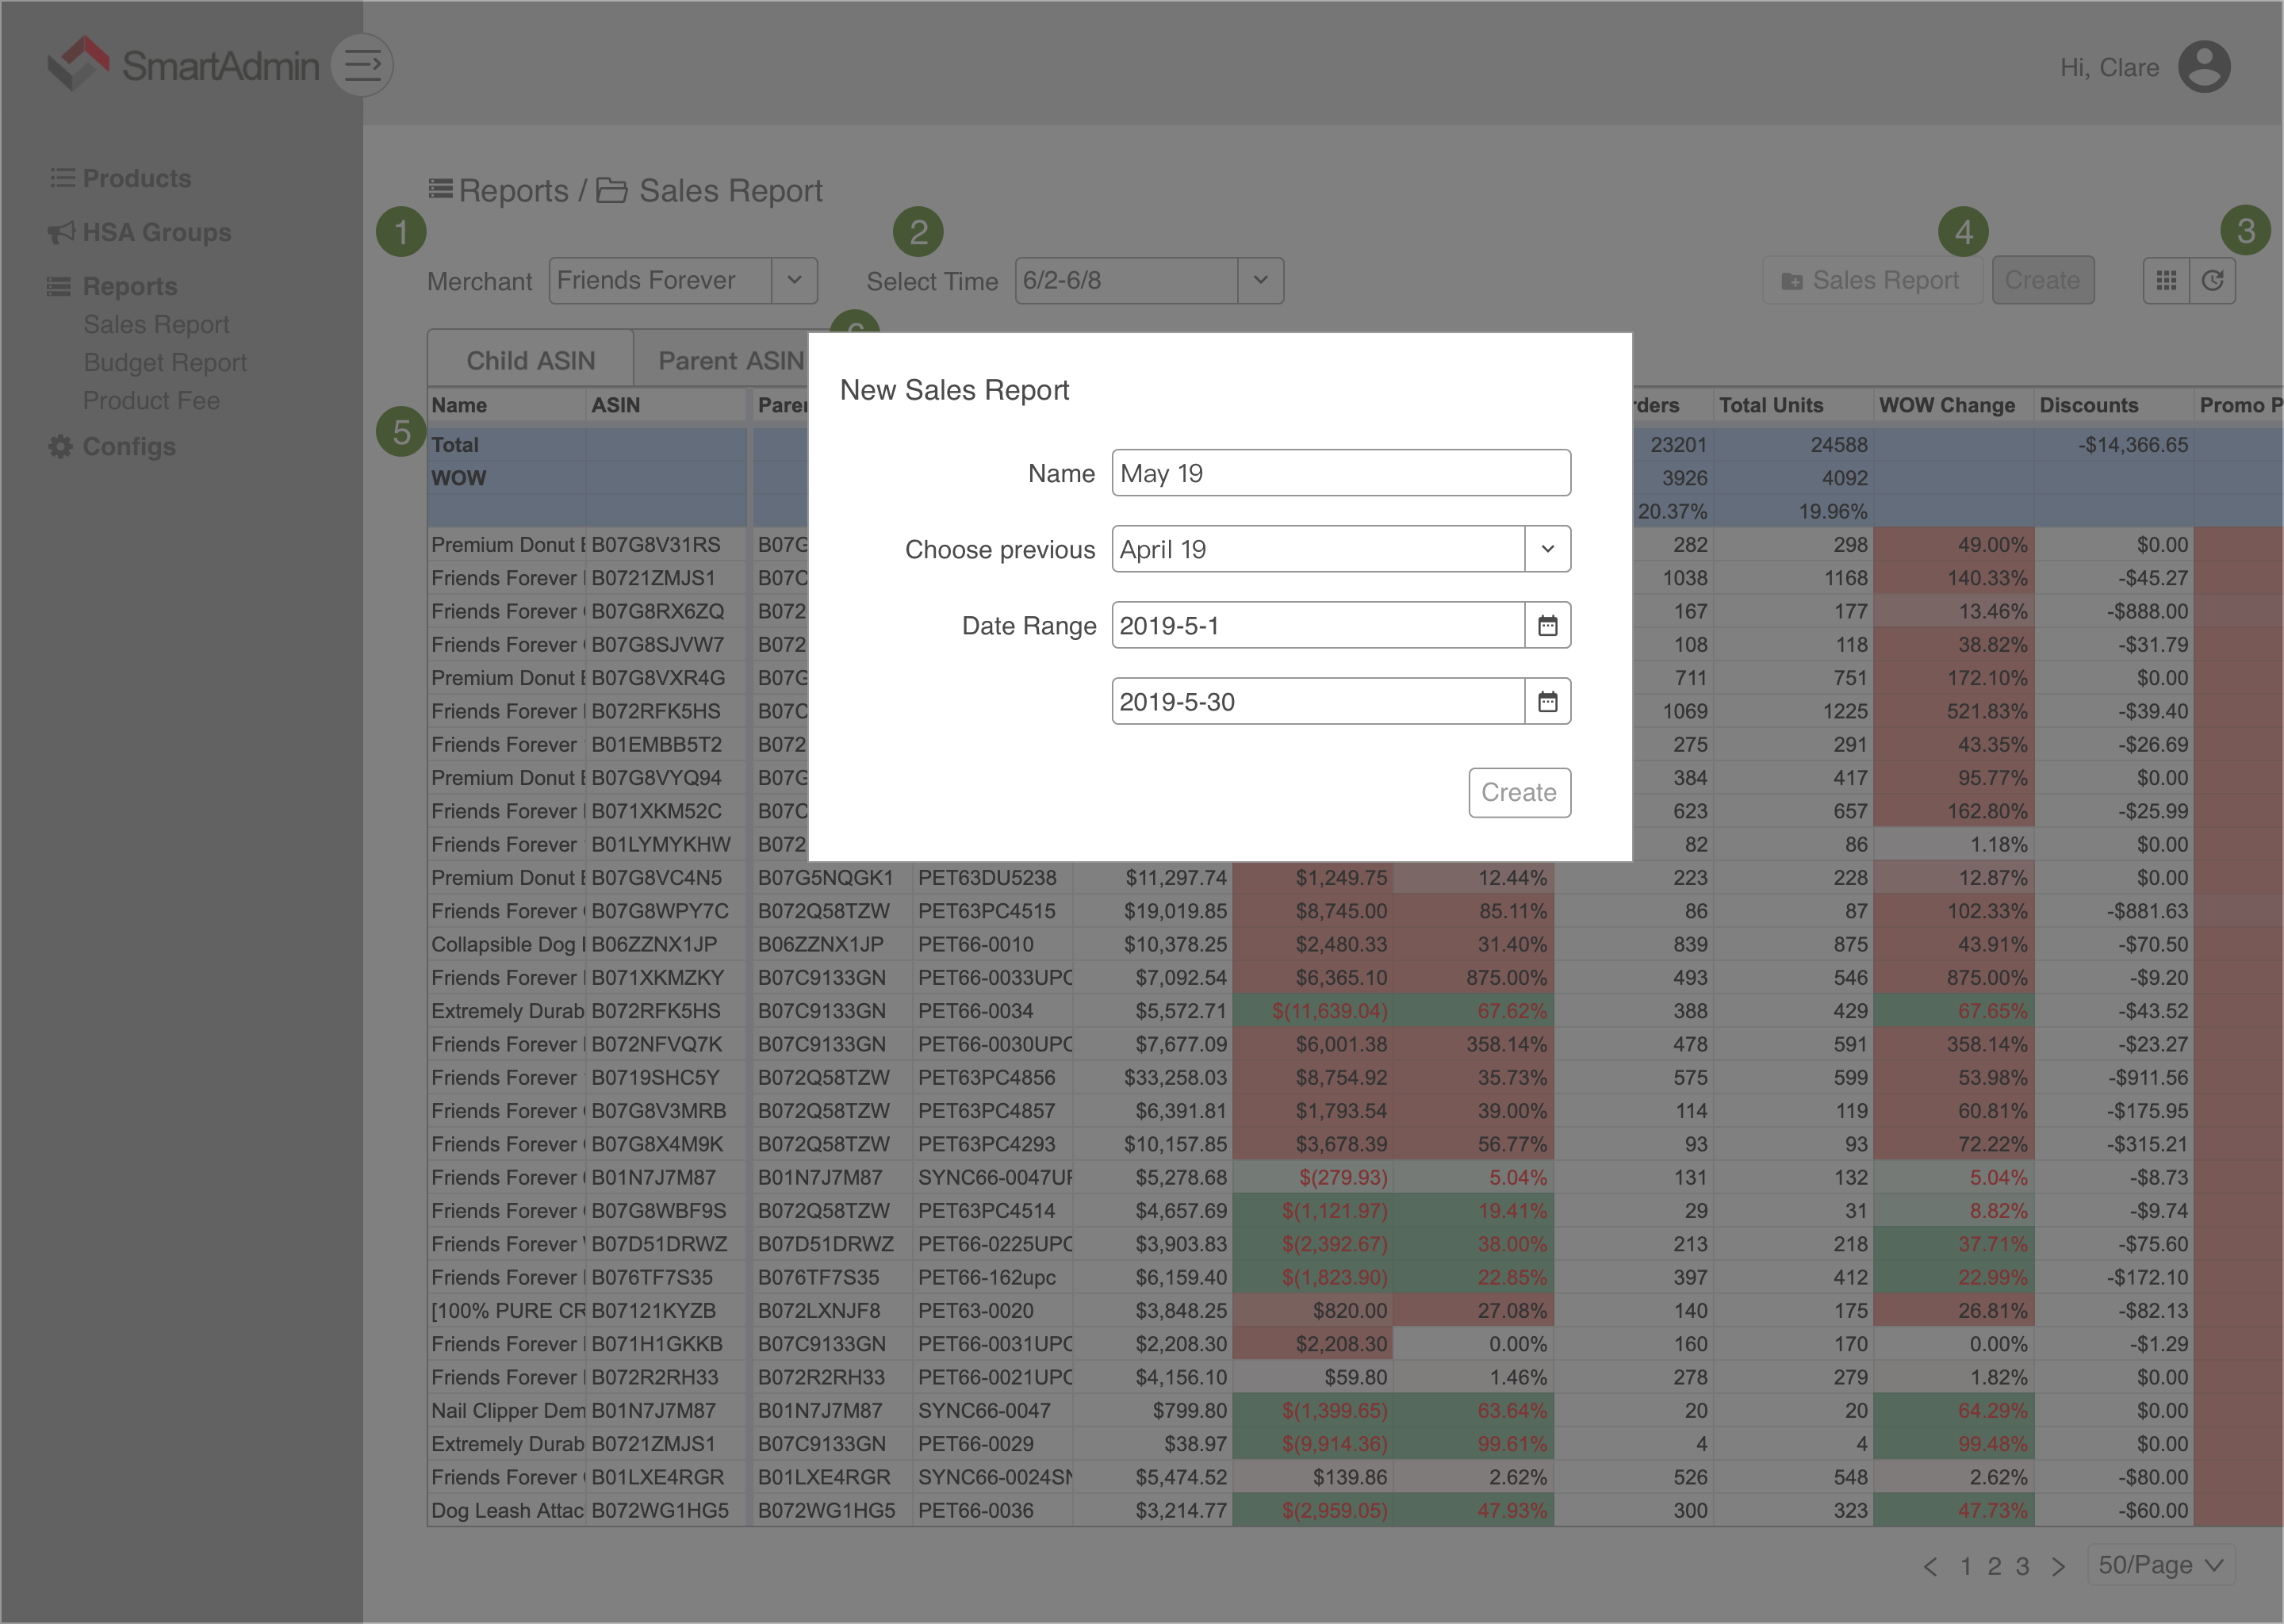 SmartAdmin
Hi, Clare
Products
HSA Groups
Reports
Sales Report
Budget Report
Product Fee
Configs
Reports / Sales Report
1
2
4
3
Merchant Friends Forever
Select Time 6/2-6/8
Sales Report
Create
Child ASIN
Parent ASIN
5
New Sales Report
Name May 19
Choose previous April 19
Date Range 2019-5-1
2019-5-30
Create
Name ASIN Total Units WOW Change Discounts Promo
Total 23201 24588 -$14,366.65
WOW 3926 4092
20.37% 19.96%
Premium Donut B07G8V31RS 282 298 49.00% $0.00
Friends Forever B0721ZMJS1 1038 1168 140.33% -$45.27
Friends Forever B07G8RX6ZQ 167 177 13.46% -$888.00
Friends Forever B07G8SJVW7 108 118 38.82% -$31.79
Premium Donut B07G8VXR4G 711 751 172.10% $0.00
Friends Forever B072RFK5HS 1069 1225 521.83% -$39.40
Friends Forever B01EMBB5T2 275 291 43.35% -$26.69
Premium Donut B07G8VYQ94 384 417 95.77% $0.00
Friends Forever B071XKM52C 623 657 162.80% -$25.99
Friends Forever B01LYMYKHW 82 86 1.18% $0.00
Premium Donut B07G8VC4N5 B07G5NQGK1 PET63DU5238 $11,297.74 $1,249.75 12.44% 223 228 12.87% $0.00
Friends Forever B07G8WPY7C B072Q58TZW PET63PC4515 $19,019.85 $8,745.00 85.11% 86 87 102.33% -$881.63
Collapsible Dog B06ZZNX1JP B06ZZNX1JP PET66-0010 $10,378.25 $2,480.33 31.40% 839 875 43.91% -$70.50
Friends Forever B071XKMZKY B07C9133GN PET66-0033UPC $7,092.54 $6,365.10 875.00% 493 546 875.00% -$9.20
Extremely Durab B072RFK5HS B07C9133GN PET66-0034 $5,572.71 $(11,639.04) 67.62% 388 429 67.65% -$43.52
Friends Forever B072NFVQ7K B07C9133GN PET66-0030UPC $7,677.09 $6,001.38 358.14% 478 591 358.14% -$23.27
Friends Forever B0719SHC5Y B072Q58TZW PET63PC4856 $33,258.03 $8,754.92 35.73% 575 599 53.98% -$911.56
Friends Forever B07G8V3MRB B072Q58TZW PET63PC4857 $6,391.81 $1,793.54 39.00% 114 119 60.81% -$175.95
Friends Forever B07G8X4M9K B072Q58TZW PET63PC4293 $10,157.85 $3,678.39 56.77% 93 93 72.22% -$315.21
Friends Forever B01N7J7M87 B01N7J7M87 SYNC66-0047UP $5,278.68 $(279.93) 5.04% 131 132 5.04% -$8.73
Friends Forever B07G8WBF9S B072Q58TZW PET63PC4514 $4,657.69 $(1,121.97) 19.41% 29 31 8.82% -$9.74
Friends Forever B07D51DRWZ B07D51DRWZ PET66-0225UPC $3,903.83 $(2,392.67) 38.00% 213 218 37.71% -$75.60
Friends Forever B076TF7S35 B076TF7S35 PET66-162upc $6,159.40 $(1,823.90) 22.85% 397 412 22.99% -$172.10
[100% PURE CR B07121KYZB B072LXNJF8 PET63-0020 $3,848.25 $820.00 27.08% 140 175 26.81% -$82.13
Friends Forever B071H1GKKB B07C9133GN PET66-0031UPC $2,208.30 $2,208.30 0.00% 160 170 0.00% -$1.29
Friends Forever B072R2RH33 B072R2RH33 PET66-0021UPC $4,156.10 $59.80 1.46% 278 279 1.82% $0.00
Nail Clipper Dem B01N7J7M87 B01N7J7M87 SYNC66-0047 $799.80 $(1,399.65) 63.64% 20 20 64.29% $0.00
Extremely Durab B0721ZMJS1 B07C9133GN PET66-0029 $38.97 $(9,914.36) 99.61% 4 4 99.48% $0.00
Friends Forever B01LXE4RGR B01LXE4RGR SYNC66-0024SN $5,474.52 $139.86 2.62% 526 548 2.62% -$80.00
Dog Leash Attac B072WG1HG5 B072WG1HG5 PET66-0036 $3,214.77 $(2,959.05) 47.93% 300 323 47.73% -$60.00
< 1 2 3 > 50/Page